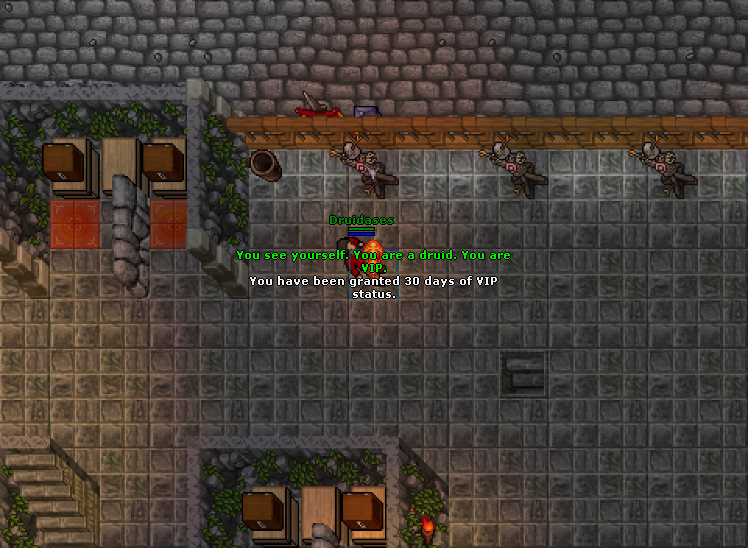 Druidases
You see yourself. You are a druid. You are
VIP.
You have been granted 30 days of VIP
status.